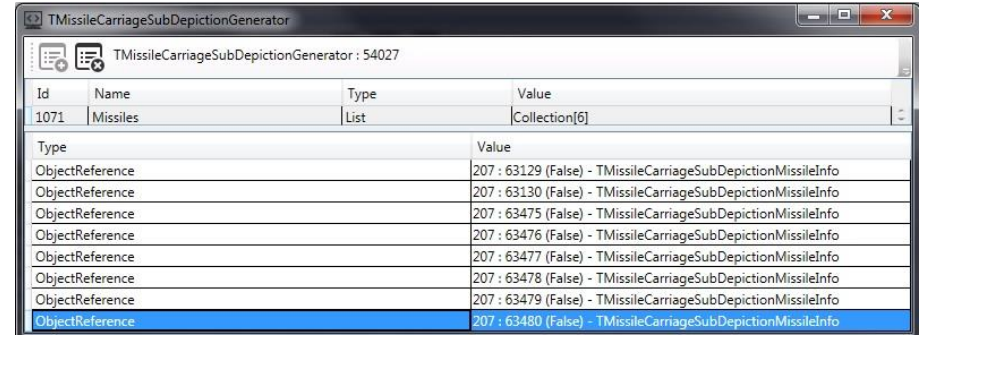 TMissileCarriageSubDepictionGenerator
TMissileCarriageSubDepictionGenerator : 54027
Id Name Type Value
1071 Missiles List Collection[6]
Type Value
ObjectReference 207 : 63129 (False) - TMissileCarriageSubDepictionMissileInfo
ObjectReference 207 : 63130 (False) - TMissileCarriageSubDepictionMissileInfo
ObjectReference 207 : 63475 (False) - TMissileCarriageSubDepictionMissileInfo
ObjectReference 207 : 63476 (False) - TMissileCarriageSubDepictionMissileInfo
ObjectReference 207 : 63477 (False) - TMissileCarriageSubDepictionMissileInfo
ObjectReference 207 : 63478 (False) - TMissileCarriageSubDepictionMissileInfo
ObjectReference 207 : 63479 (False) - TMissileCarriageSubDepictionMissileInfo
ObjectReference 207 : 63480 (False) - TMissileCarriageSubDepictionMissileInfo